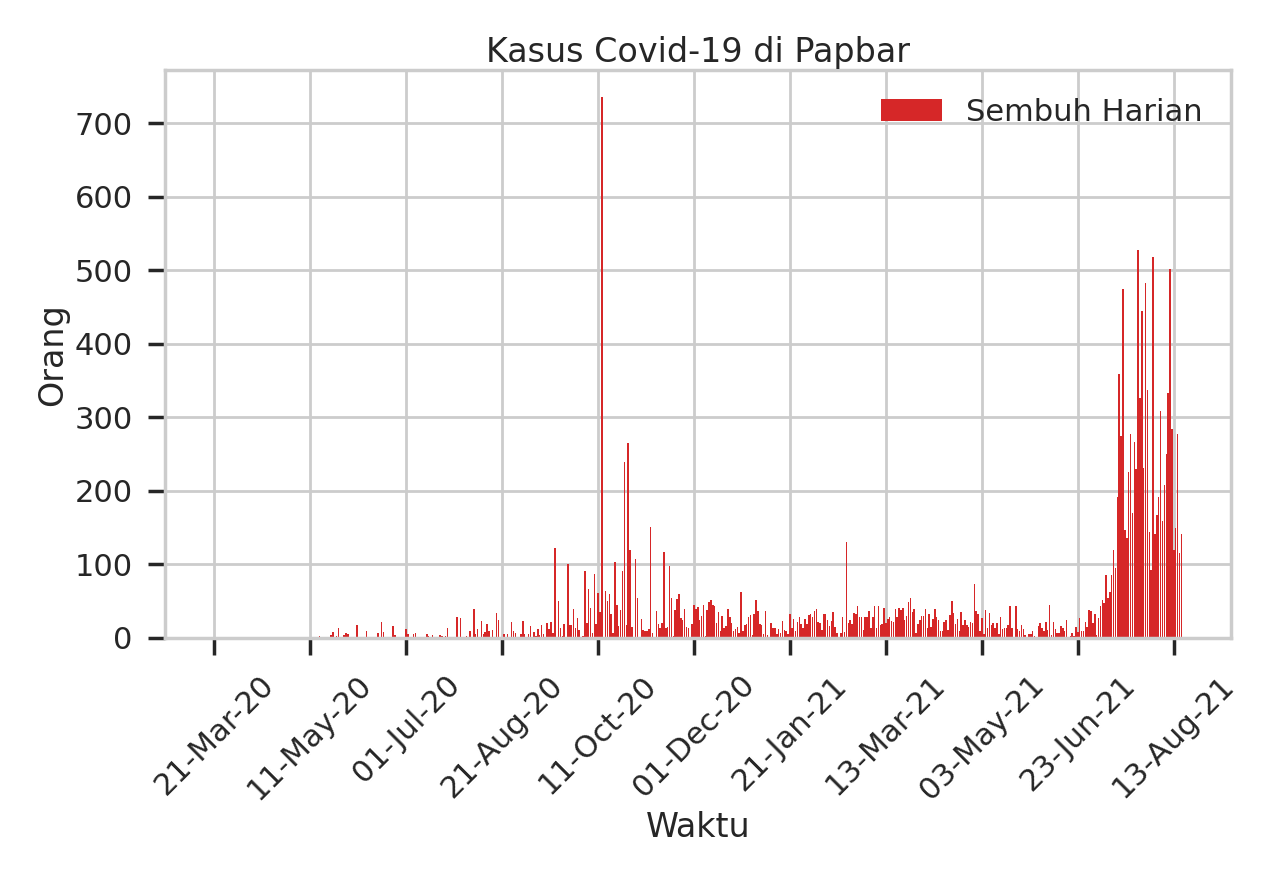 Kasus Covid-19 di Papbar
Sembuh Harian
700
600
500
400
300
200
100
0
Orang
21-Mar-20
11-May-20
01-Jul-20
21-Aug-20
11-Oct-20
01-Dec-20
21-Jan-21
13-Mar-21
03-May-21
23-Jun-21
13-Aug-21
Waktu